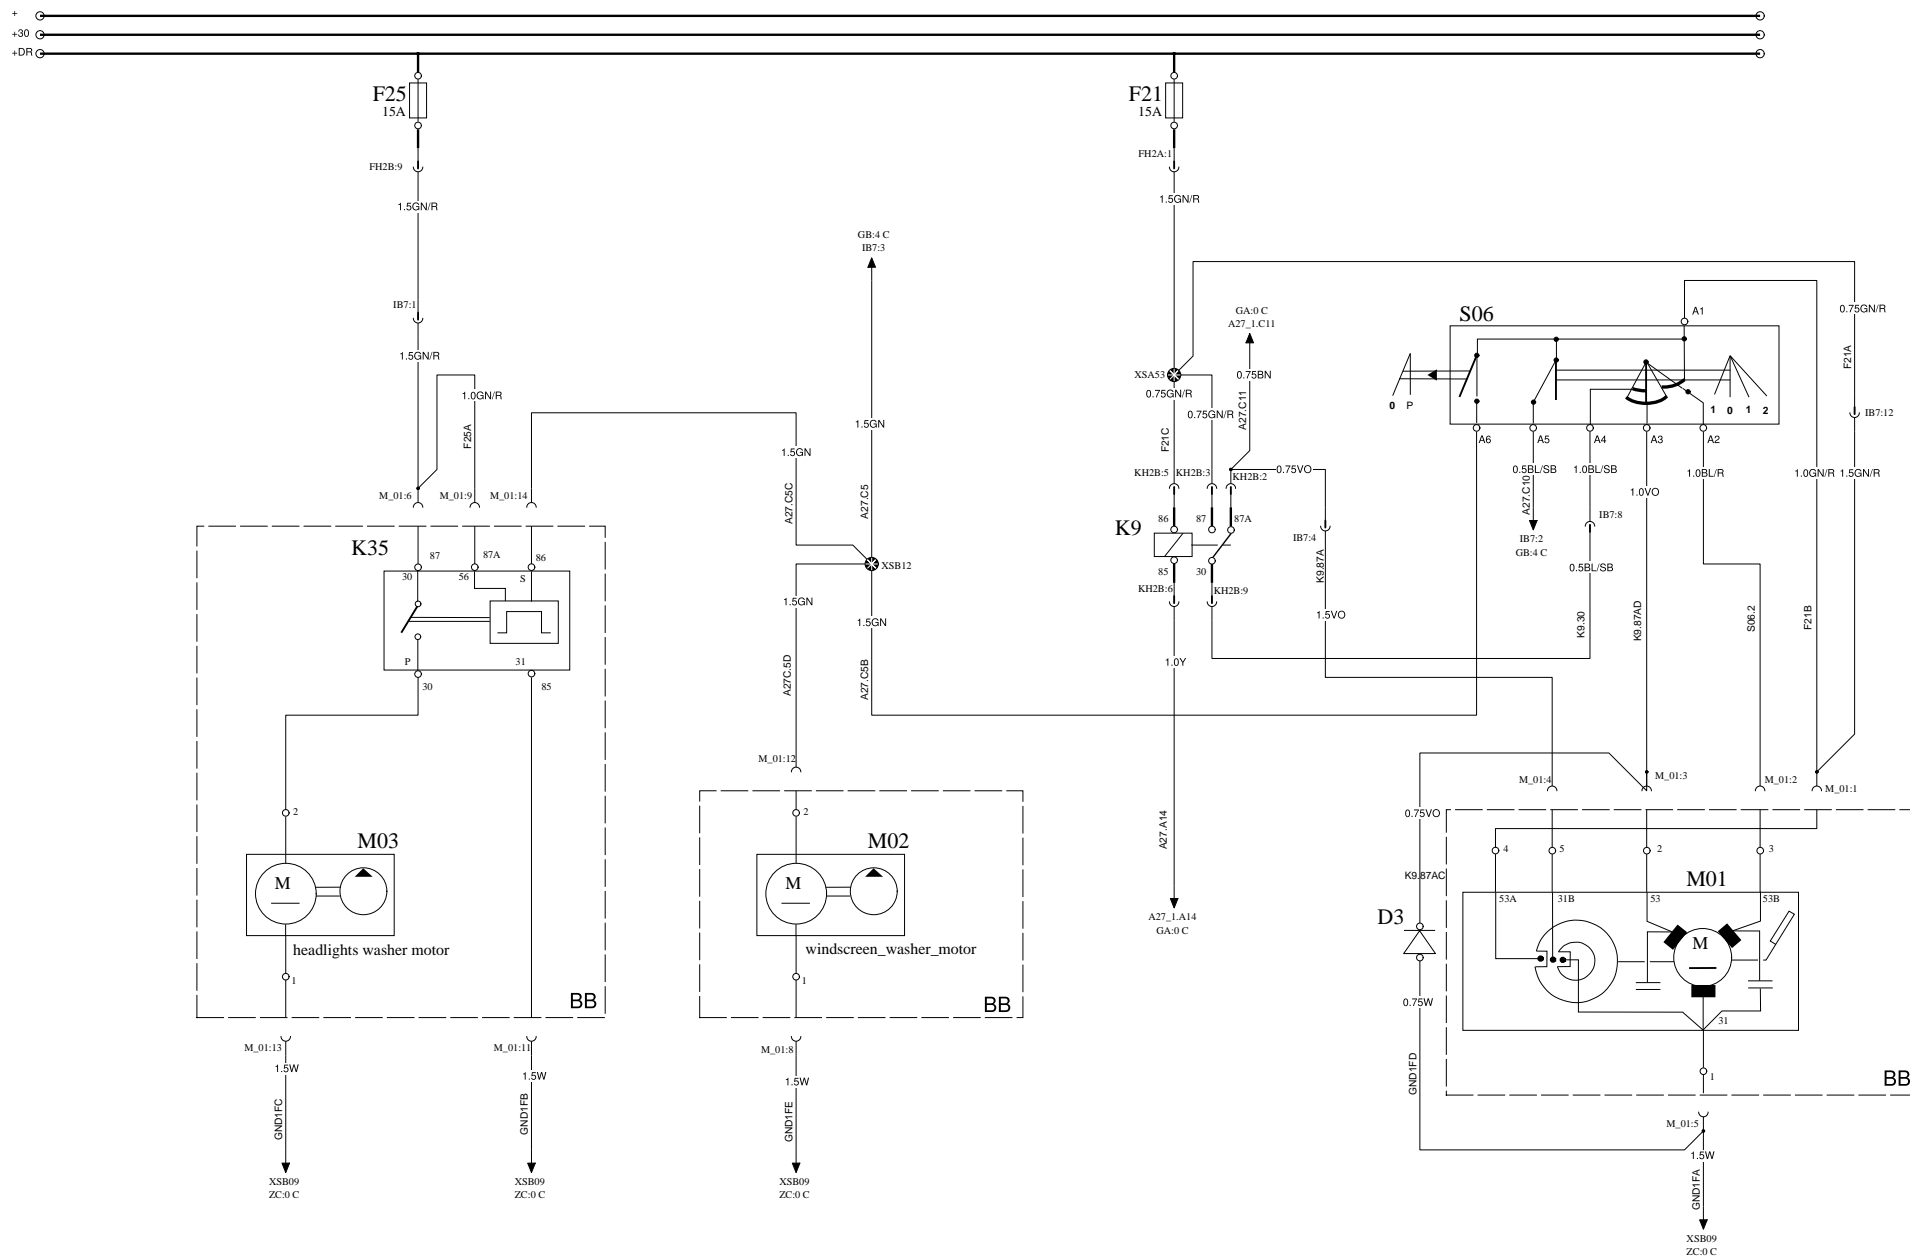 +
+30
+DR
F25
15A
F21
15A
FH2B:9
FH2A:1
1.5GN/R
1.5GN/R
GB:4 C
IB7:3
IB7:1
GA:0 C
A27_1.C11
S06
A1
0.75GN/R
1.5GN/R
F21A
XSA53
0.75BN
0.75GN/R
1.0GN/R
0 P
1 0 1 2
IB7:12
0.75GN/R
A27.C11
F25A
1.5GN
F21C
A6
A5
A4
A3
A2
1.5GN
KH2B:5
KH2B:3
KH2B:2
0.75VO
0.5BL/SB
1.0BL/SB
1.0BL/R
1.0GN/R
1.5GN/R
M_01:6
M_01:9
M_01:14
A27.C5C
A27.C5
1.0VO
A27.C10
IB7:8
86
87
87A
K9
IB7:4
IB7:2
GB:4 C
K35
87
87A
86
XSB12
K9.87A
85
30
0.5BL/SB
30
56
S
KH2B:6
KH2B:9
1.5GN
1.5GN
1.5VO
K9.30
K9.87AD
S06.2
F21B
P
31
1.0Y
A27C.5D
A27.C5B
30
85
M_01:12
M_01:4
M_01:3
M_01:2
M_01:1
2
2
0.75VO
A27.A14
M03
M02
4
5
2
3
M
M
K9.87AC
M01
53A
31B
53
53B
A27_1.A14
GA:0 C
D3
headlights washer motor
windscreen_washer_motor
M
1
1
BB
BB
0.75W
31
M_01:13
M_01:11
M_01:8
1.5W
1.5W
1.5W
GND1FD
1
BB
GND1FC
GND1FB
GND1FE
M_01:5
1.5W
XSB09
ZC:0 C
XSB09
ZC:0 C
XSB09
ZC:0 C
GND1FA
XSB09
ZC:0 C